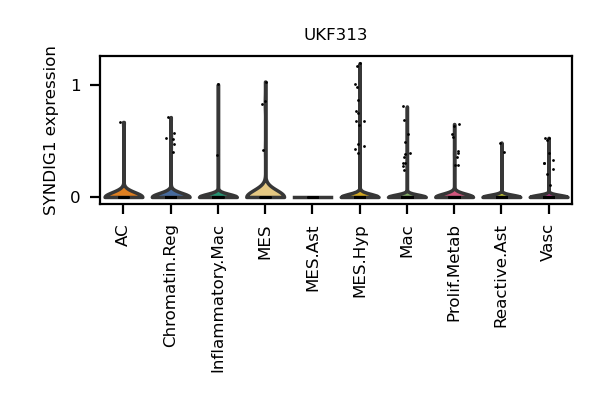 UKF313
SYNDIG1 expression
1
0
AC
Chromatin.Reg
Inflammatory.Mac
MES
MES.Ast
MES.Hyp
Mac
Prolif.Metab
Reactive.Ast
Vasc